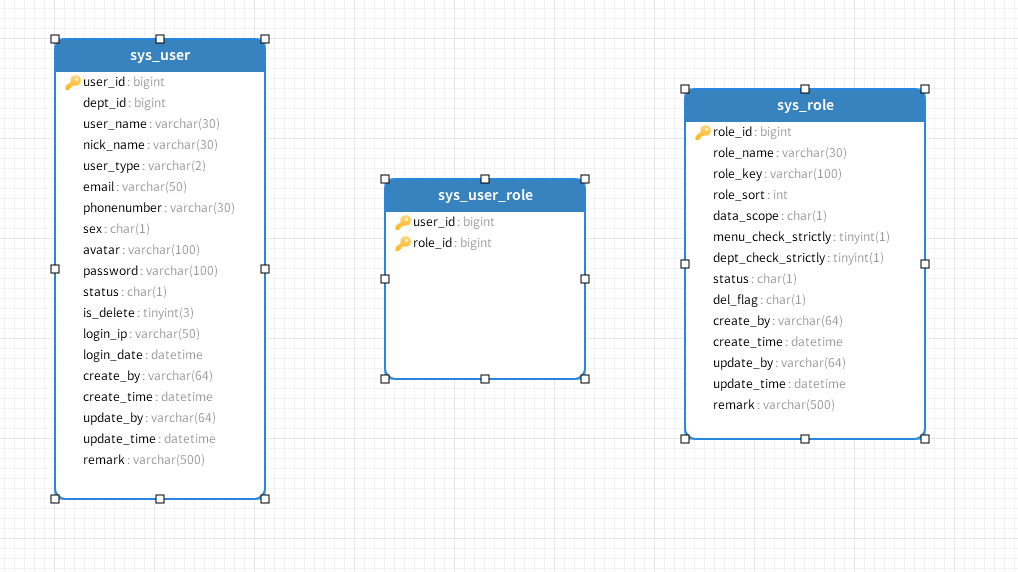 sys_user
user_id : bigint
dept_id : bigint
user_name : varchar(30)
nick_name : varchar(30)
user_type : varchar(2)
email : varchar(50)
phonenumber : varchar(30)
sex : char(1)
avatar : varchar(100)
password : varchar(100)
status : char(1)
is_delete : tinyint(3)
login_ip : varchar(50)
login_date : datetime
create_by : varchar(64)
create_time : datetime
update_by : varchar(64)
update_time : datetime
remark : varchar(500)
sys_user_role
user_id : bigint
role_id : bigint
sys_role
role_id : bigint
role_name : varchar(30)
role_key : varchar(100)
role_sort : int
data_scope : char(1)
menu_check_strictly : tinyint(1)
dept_check_strictly : tinyint(1)
status : char(1)
del_flag : char(1)
create_by : varchar(64)
create_time : datetime
update_by : varchar(64)
update_time : datetime
remark : varchar(500)